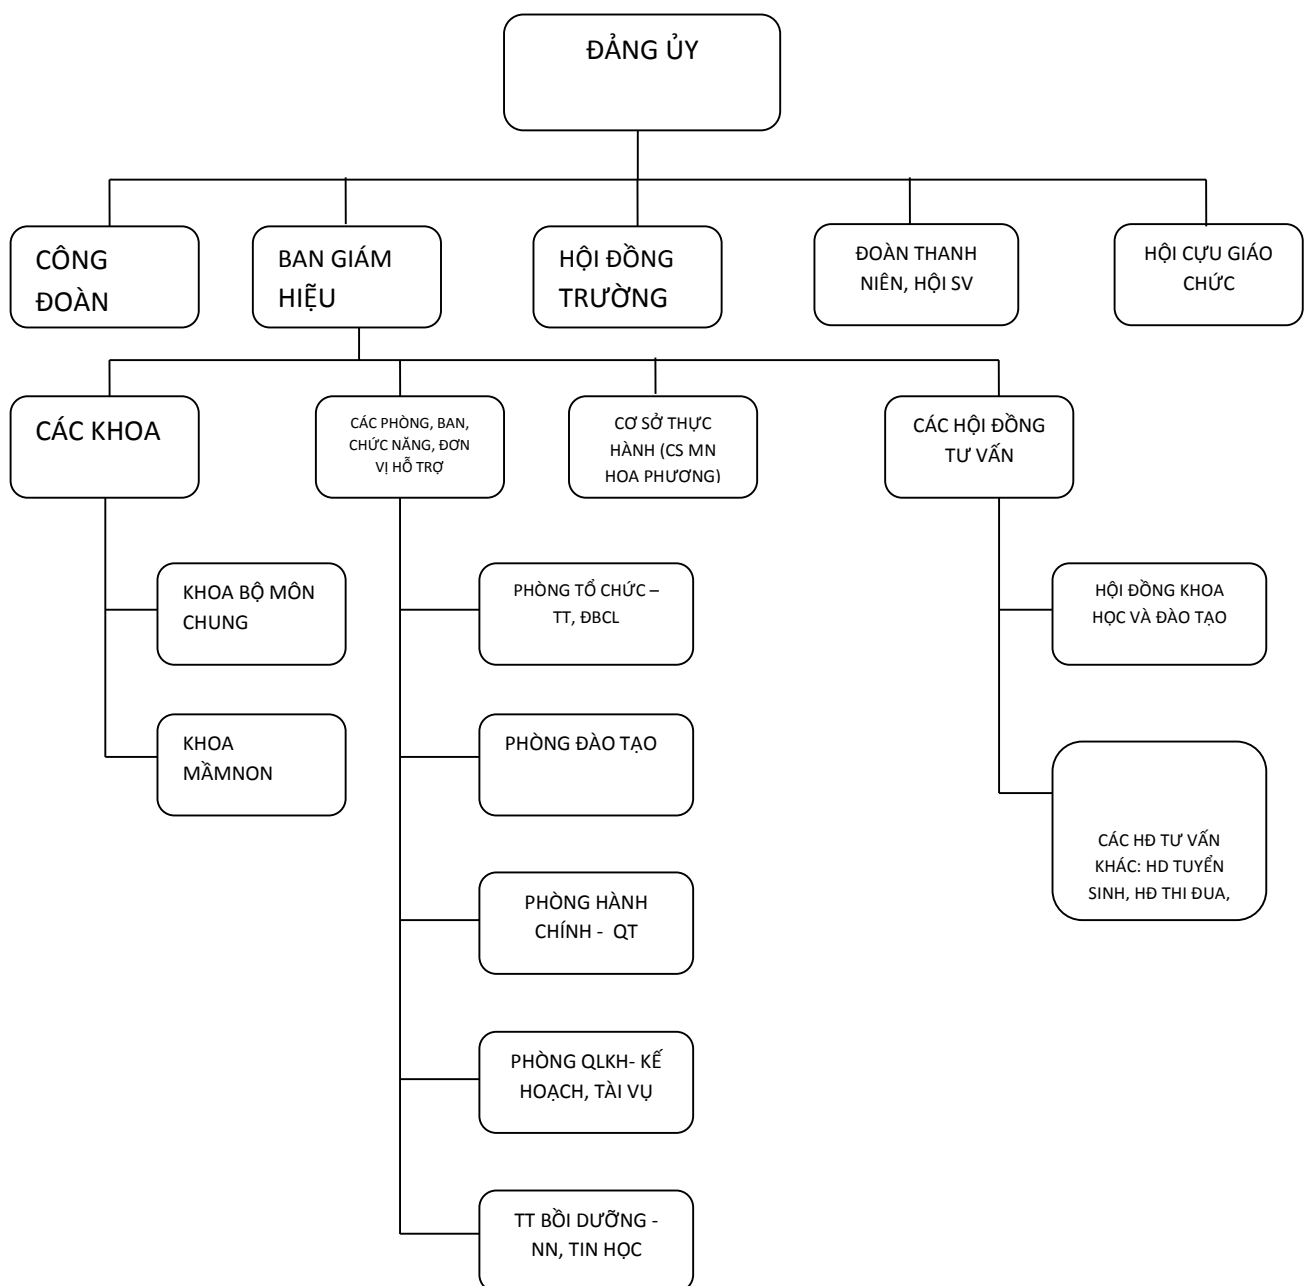 ĐẢNG ỦY
CÔNG
ĐOÀN
BAN GIÁM
HIỆU
HỘI ĐỒNG
TRƯỜNG
ĐOÀN THANH
NIÊN, HỘI SV
HỘI CỰU GIÁO
CHỨC
CÁC KHOA
CÁC PHÒNG, BAN,
CHỨC NĂNG, ĐƠN
VỊ HỖ TRỢ
CƠ SỞ THỰC
HÀNH (CS MN
HOA PHƯƠNG)
CÁC HỘI ĐỒNG
TƯ VẤN
KHOA BỘ MÔN
CHUNG
KHOA
MẦMNON
PHÒNG TỔ CHỨC –
TT, ĐBCL
PHÒNG ĐÀO TẠO
PHÒNG HÀNH
CHÍNH - QT
PHÒNG QLKH- KẾ
HOẠCH, TÀI VỤ
TT BỒI DƯỠNG -
NN, TIN HỌC
HỘI ĐỒNG KHOA
HỌC VÀ ĐÀO TẠO
CÁC HĐ TƯ VẤN
KHÁC: HD TUYỂN
SINH, HĐ THI ĐUA,